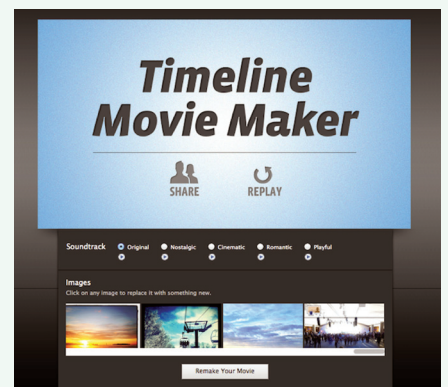 Timeline
Movie Maker
SHARE REPLAY
Soundtrack Original Nostalgic Cinematic Romantic Playful
Images
Click on any image to replace it with something new.
Remake Your Movie